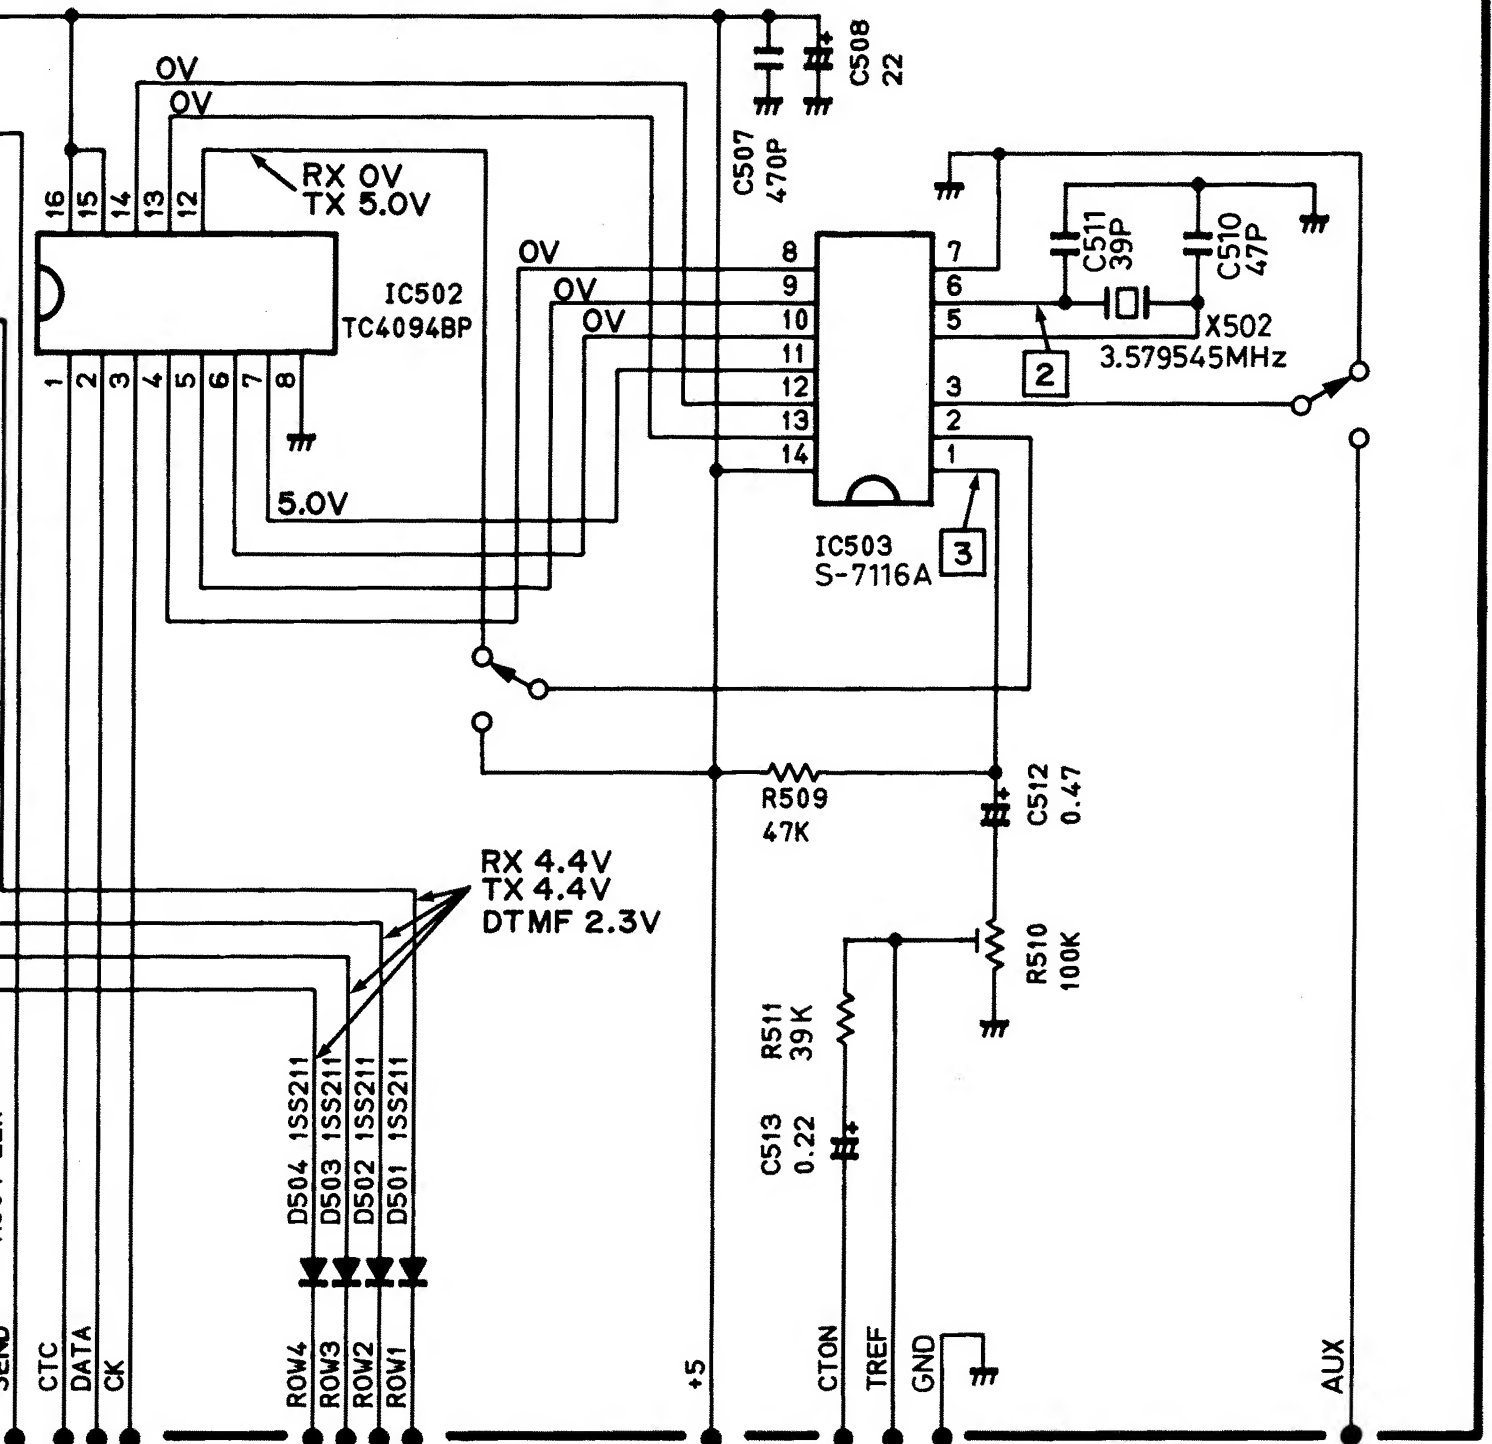 0V
0V
RX 0V
TX 5.0V
C508
22
C507
470P
16
15
14
13
12
IC502
TC4094BP
1
2
3
4
5
6
7
8
5.0V
0V
0V
0V
8
9
10
11
12
13
14
7
6
5
3
2
1
C511
39P
C510
47P
X502
3.579545MHz
2
IC503
S-7116A
3
R509
47K
C512
0.47
RX 4.4V
TX 4.4V
DTMF 2.3V
R510
100K
R511
39K
C513
0.22
D504 1SS211
D503 1SS211
D502 1SS211
D501 1SS211
SEND
CTC
DATA
CK
ROW4
ROW3
ROW2
ROW1
+5
CTON
TREF
GND
AUX